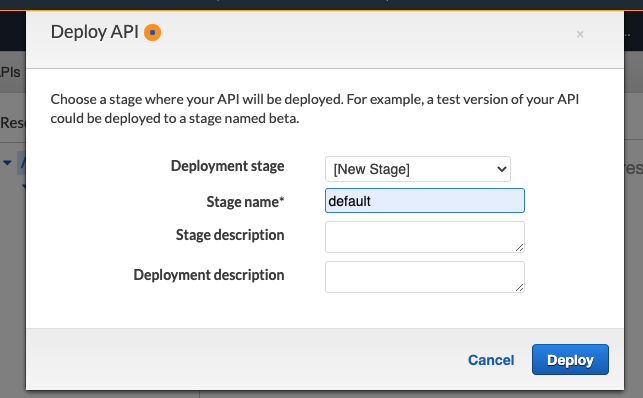 Deploy API
PIs
Choose a stage where your API will be deployed. For example, a test version of your API
could be deployed to a stage named beta.
Deployment stage [New Stage]
Stage name* default
Stage description
Deployment description
Cancel Deploy